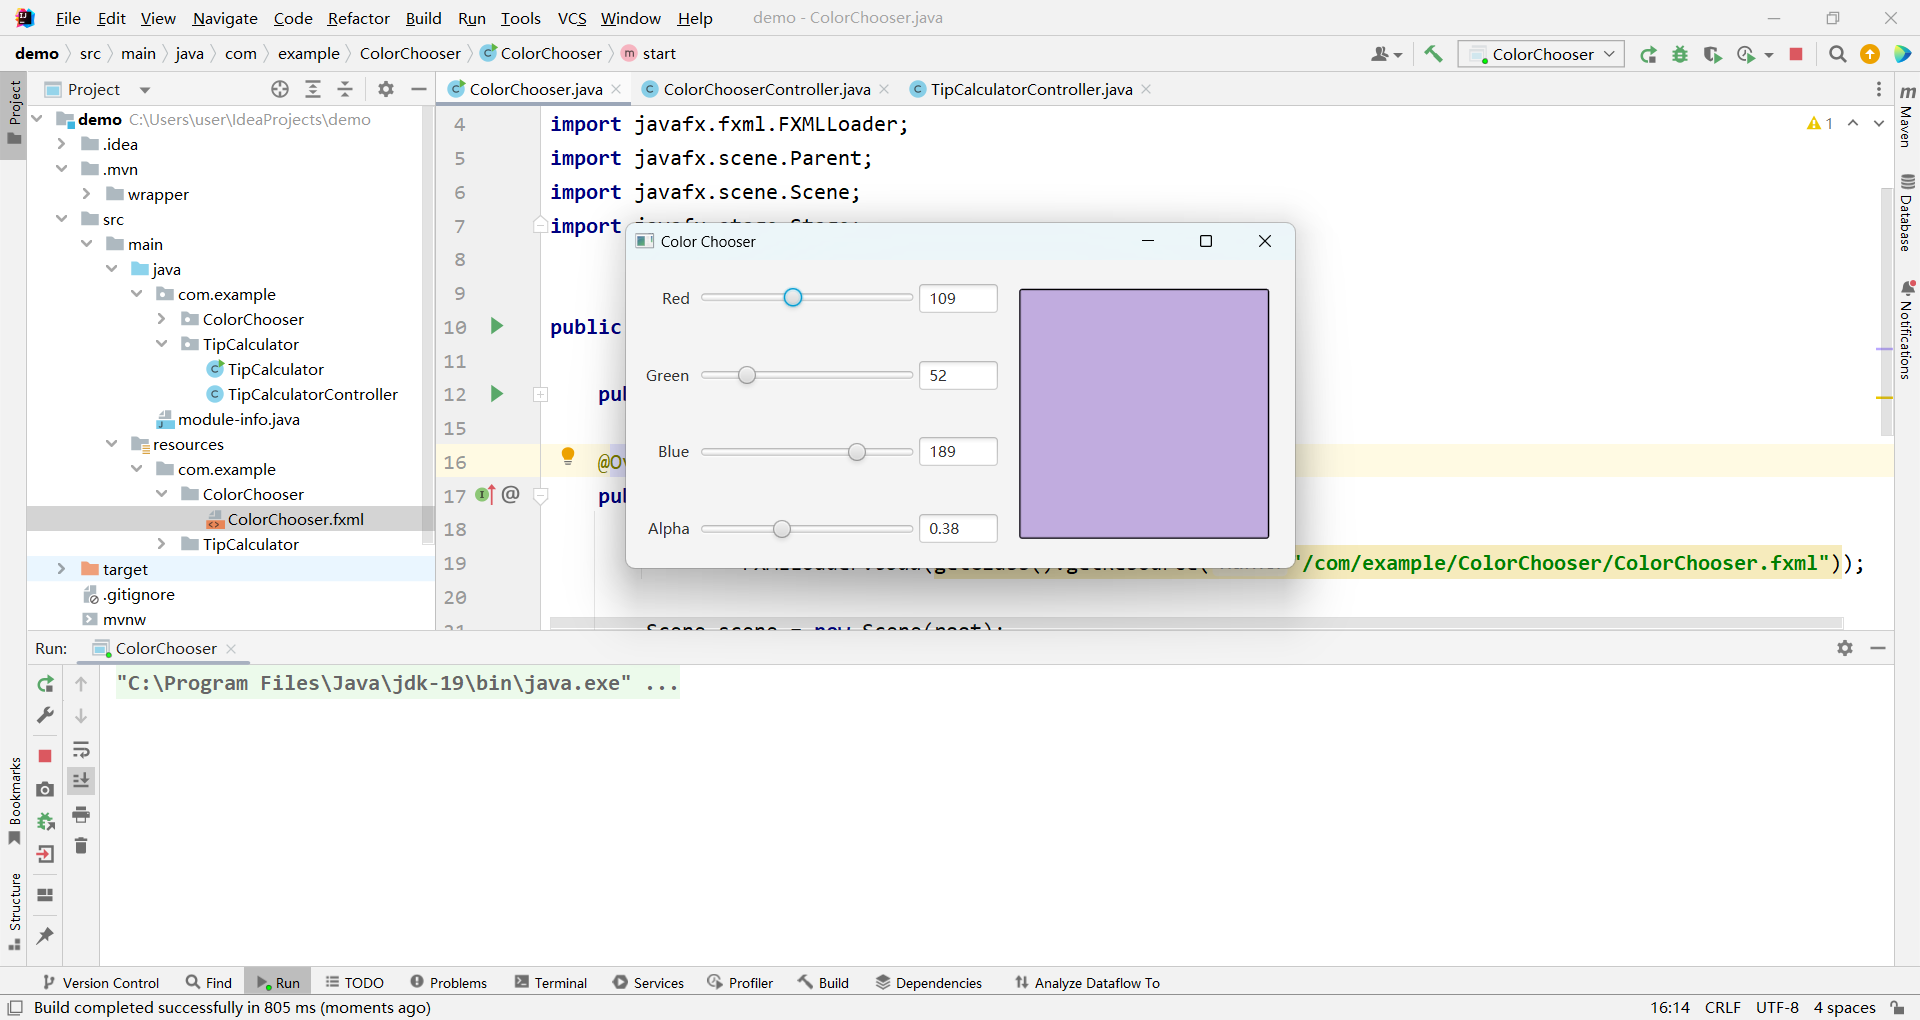 File Edit View Navigate Code Refactor Build Run Tools VCS Window Help demo - ColorChooser.java
demo src main java com example ColorChooser ColorChooser start
ColorChooser
Project
ColorChooser.java ColorChooserController.java TipCalculatorController.java
Project
Maven
Database
Notifications
demo C:\Users\user\IdeaProjects\demo
.idea
.mvn
wrapper
src
main
java
com.example
ColorChooser
TipCalculator
TipCalculator
TipCalculatorController
module-info.java
resources
com.example
ColorChooser
ColorChooser.fxml
TipCalculator
target
.gitignore
mvnw
1
4 import javafx.fxml.FXMLLoader;
5 import javafx.scene.Parent;
6 import javafx.scene.Scene;
7 import
8
9
10 public
11
12 pu
15
16 @O
17 pu
18
19 "/com/example/ColorChooser/ColorChooser.fxml"));
20
Scene scene = new Scene(root);
Color Chooser
Red 109
Green 52
Blue 189
Alpha 0.38
Run: ColorChooser
"C:\Program Files\Java\jdk-19\bin\java.exe" ...
Bookmarks
Structure
Version Control Find Run TODO Problems Terminal Services Profiler Build Dependencies Analyze Dataflow To
Build completed successfully in 805 ms (moments ago) 16:14 CRLF UTF-8 4 spaces